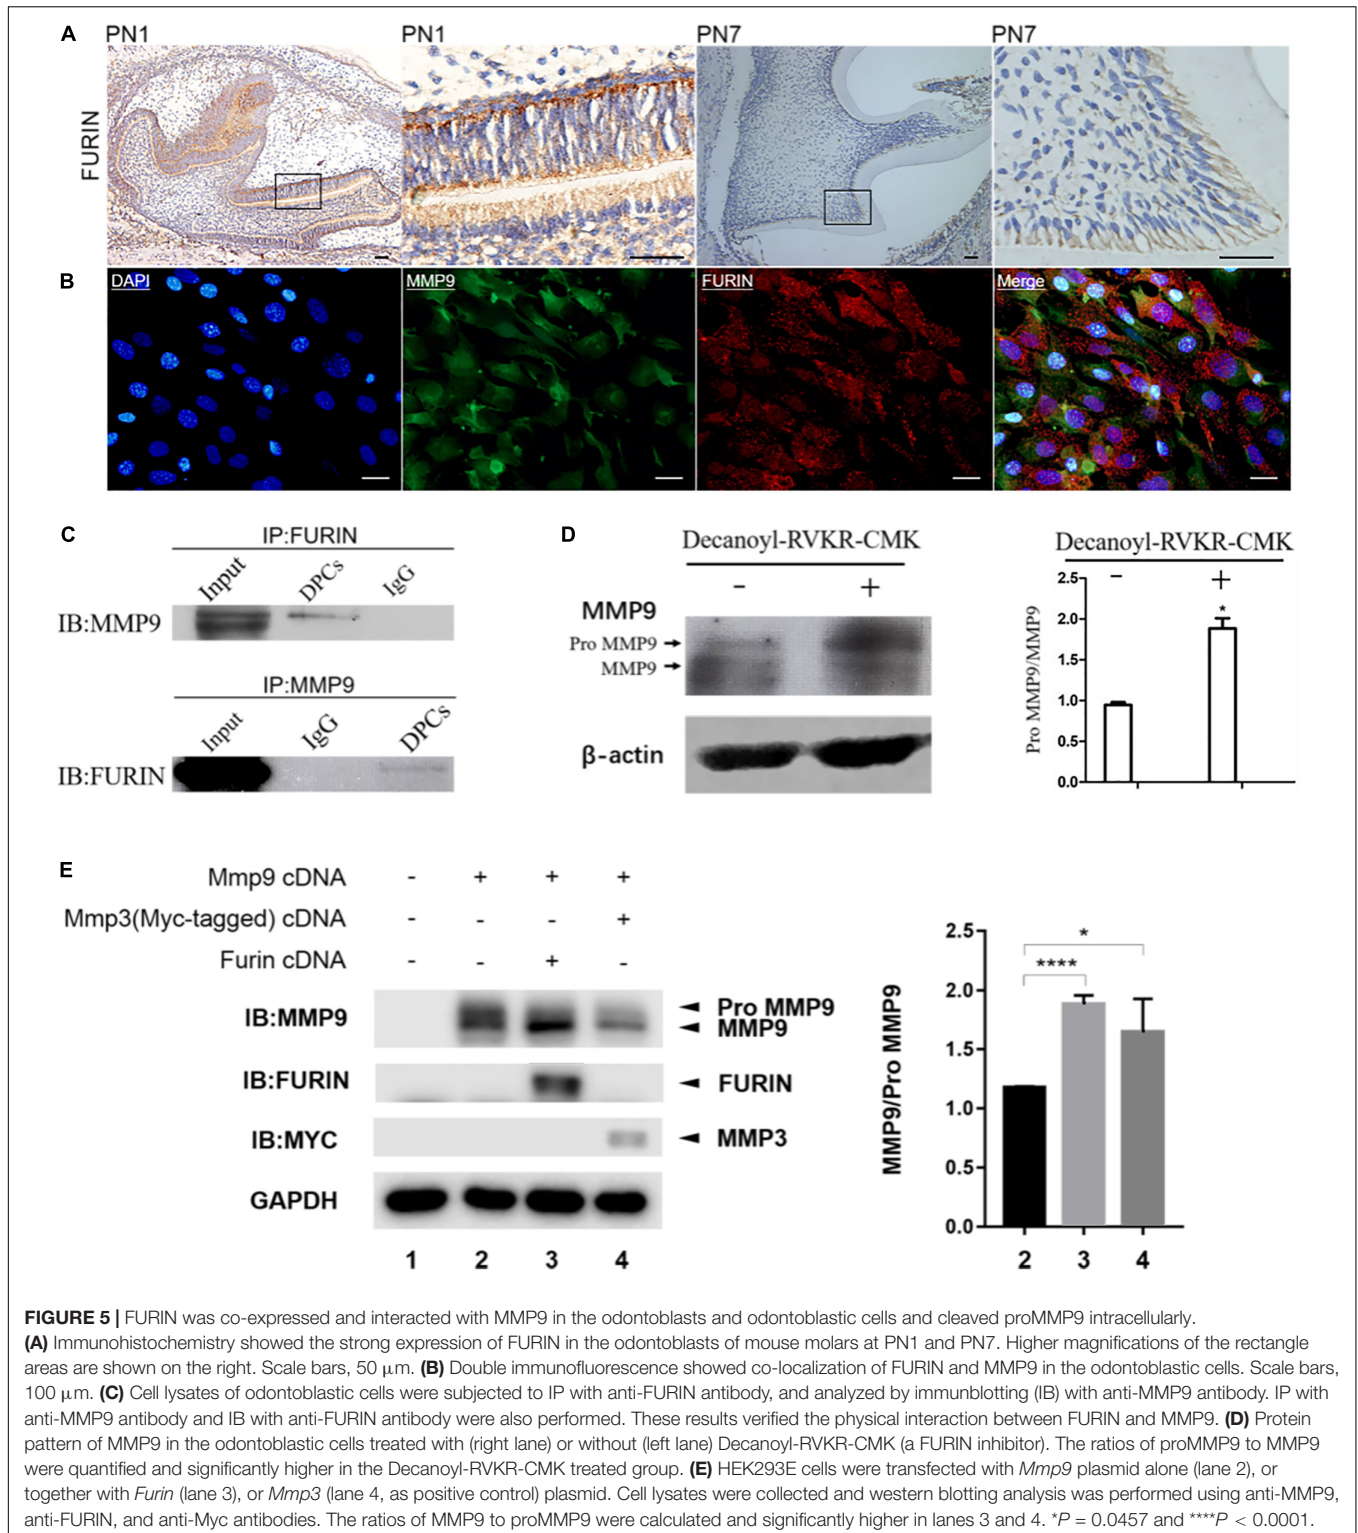 A
PN1
PN1
PN7
PN7
FURIN
B
DAPI
MMP9
FURIN
Merge
C
IP:FURIN
Input
DPCs
IgG
IB:MMP9
IP:MMP9
Input
IgG
DPCs
IB:FURIN
D
Decanoyl-RVKR-CMK
- +
MMP9
Pro MMP9
MMP9
β-actin
Decanoyl-RVKR-CMK
- +
*
2.5
2.0
1.5
1.0
0.5
0.0
Pro MMP9/MMP9
E
Mmp9 cDNA - + + +
Mmp3(Myc-tagged) cDNA - - - +
Furin cDNA - - + -
IB:MMP9
Pro MMP9
MMP9
IB:FURIN
FURIN
IB:MYC
MMP3
GAPDH
1 2 3 4
MMP9/Pro MMP9
2.5
2.0
1.5
1.0
0.5
0.0
*
****
2 3 4
FIGURE 5 | FURIN was co-expressed and interacted with MMP9 in the odontoblasts and odontoblastic cells and cleaved proMMP9 intracellularly.
(A) Immunohistochemistry showed the strong expression of FURIN in the odontoblasts of mouse molars at PN1 and PN7. Higher magnifications of the rectangle
areas are shown on the right. Scale bars, 50 μm. (B) Double immunofluorescence showed co-localization of FURIN and MMP9 in the odontoblastic cells. Scale bars,
100 μm. (C) Cell lysates of odontoblastic cells were subjected to IP with anti-FURIN antibody, and analyzed by immunblotting (IB) with anti-MMP9 antibody. IP with
anti-MMP9 antibody and IB with anti-FURIN antibody were also performed. These results verified the physical interaction between FURIN and MMP9. (D) Protein
pattern of MMP9 in the odontoblastic cells treated with (right lane) or without (left lane) Decanoyl-RVKR-CMK (a FURIN inhibitor). The ratios of proMMP9 to MMP9
were quantified and significantly higher in the Decanoyl-RVKR-CMK treated group. (E) HEK293E cells were transfected with Mmp9 plasmid alone (lane 2), or
together with Furin (lane 3), or Mmp3 (lane 4, as positive control) plasmid. Cell lysates were collected and western blotting analysis was performed using anti-MMP9,
anti-FURIN, and anti-Myc antibodies. The ratios of MMP9 to proMMP9 were calculated and significantly higher in lanes 3 and 4. *P = 0.0457 and ****P < 0.0001.